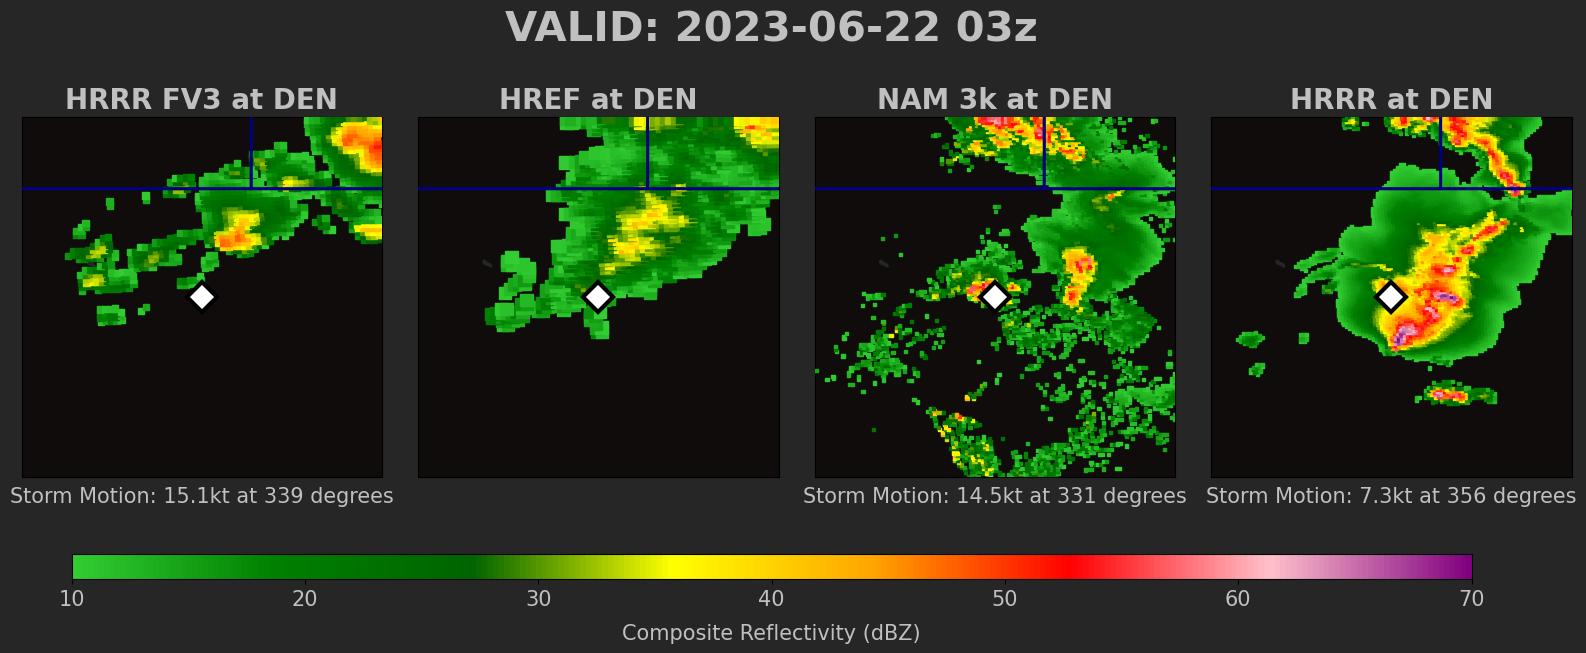 VALID: 2023-06-22 03z
HRRR FV3 at DEN
HREF at DEN
NAM 3k at DEN
HRRR at DEN
Storm Motion: 15.1kt at 339 degrees
Storm Motion: 14.5kt at 331 degrees
Storm Motion: 7.3kt at 356 degrees
10 20 30 40 50 60 70
Composite Reflectivity (dBZ)